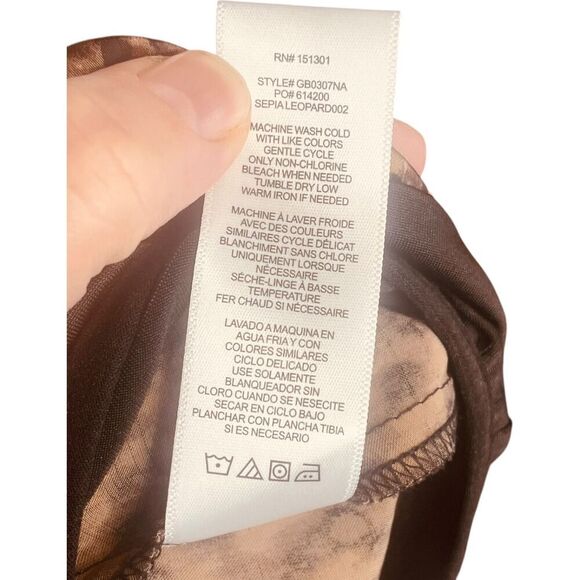 RN# 151301
STYLE# GB0307NA
PO# 614200
SEPIA LEOPARD002
MACHINE WASH COLD
WITH LIKE COLORS
GENTLE CYCLE
ONLY NON-CHLORINE
BLEACH WHEN NEEDED
TUMBLE DRY LOW
WARM IRON IF NEEDED
MACHINE À LAVER FROIDE
AVEC DES COULEURS
SIMILAIRES CYCLE DÉLICAT
BLANCHIMENT SANS CHLORE
UNIQUEMENT LORSQUE
NÉCESSAIRE
SÉCHE-LINGE À BASSE
TEMPERATURE
FER CHAUD SI NÉCESSAIRE
LAVADO A MAQUINA EN
AGUA FRIA Y CON
COLORES SIMILARES
CICLO DELICADO
USE SOLAMENTE
BLANQUEADOR SIN
CLORO CUANDO SE NESECITE
SECAR EN CICLO BAJO
PLANCHAR CON PLANCHA TIBIA
SI ES NECESARIO